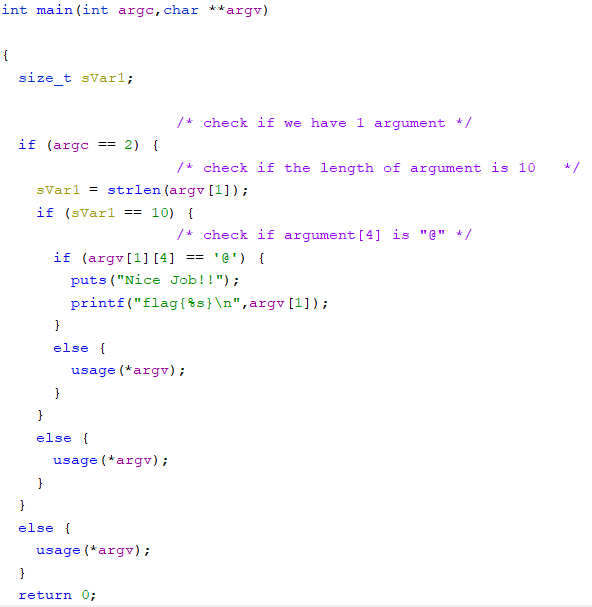 int main(int argc,char **argv)
{
size_t sVar1;
/* check if we have 1 argument */
if (argc == 2) {
/* check if the length of argument is 10   */
sVar1 = strlen(argv[1]);
if (sVar1 == 10) {
/* check if argument[4] is "@" */
if (argv[1][4] == '@') {
puts("Nice Job!!");
printf("flag{%s}\n",argv[1]);
}
else {
usage(*argv);
}
}
else {
usage(*argv);
}
}
else {
usage(*argv);
}
return 0;